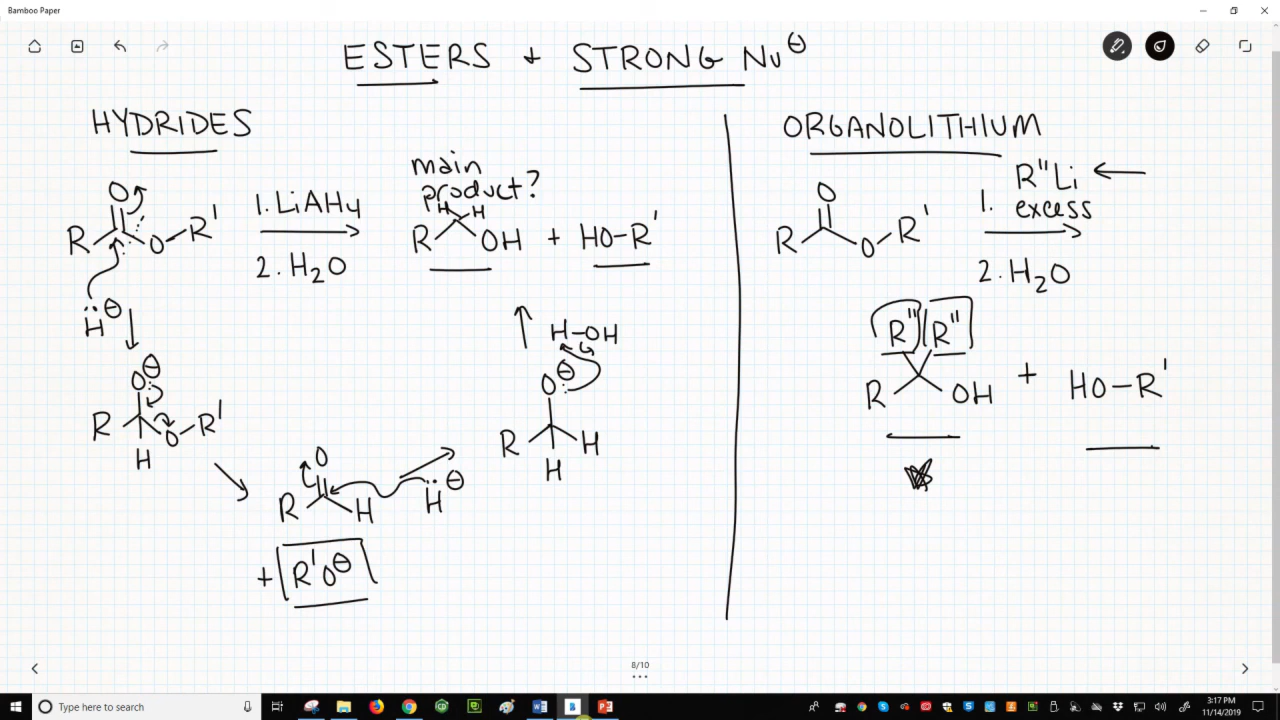 Bamboo Paper
ESTERS + STRONG Nu⊖
HYDRIDES
O
R O R'
1. LiAlH4
2. H2O
main
product?
H H
R OH + HO-R'
H⊖
O⊖
R O-R'
H
O
R H
H⊖
+ R'O⊖
H-OH
O⊖
R H
H
ORGANOLITHIUM
O
R O R'
R"Li
1. excess
2. H2O
R" R"
R OH + HO-R'
8/10
Type here to search
3:17 PM
11/14/2019